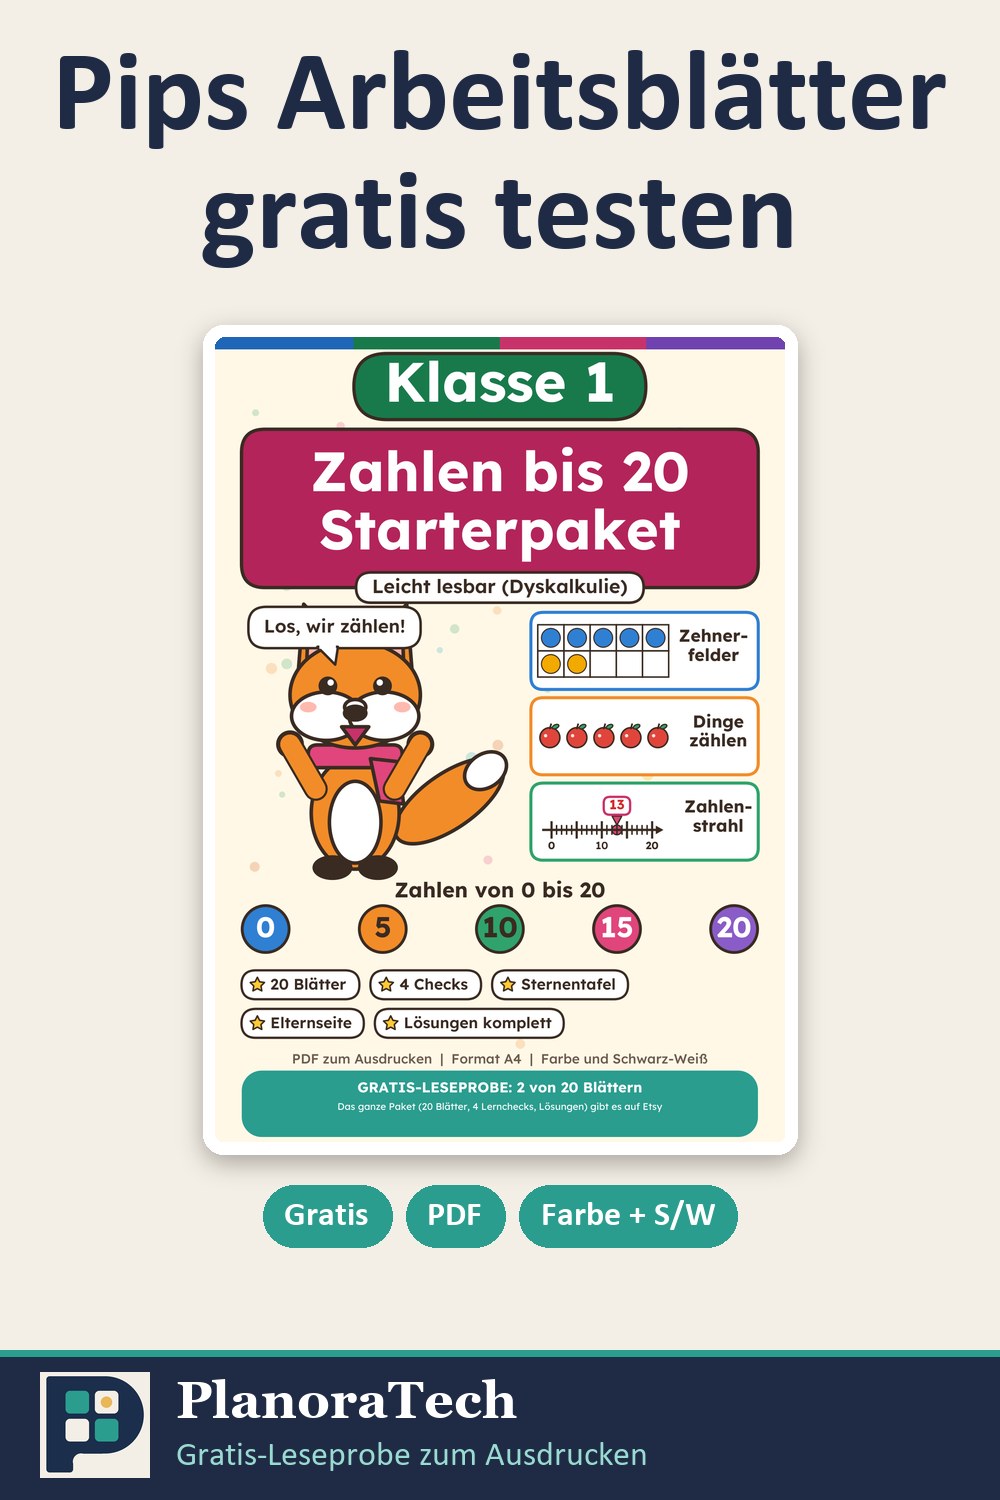 Pips Arbeitsblätter
gratis testen
Klasse 1
Zahlen bis 20
Starterpaket
Leicht lesbar (Dyskalkulie)
Los, wir zählen!
Zehner-
felder
Dinge
zählen
13
0 10 20
Zahlen-
strahl
Zahlen von 0 bis 20
0 5 10 15 20
20 Blätter 4 Checks Sternentafel
Elternseite Lösungen komplett
PDF zum Ausdrucken | Format A4 | Farbe und Schwarz-Weiß
GRATIS-LESEPROBE: 2 von 20 Blättern
Das ganze Paket (20 Blätter, 4 Lernchecks, Lösungen) gibt es auf Etsy
Gratis PDF Farbe + S/W
PlanoraTech
Gratis-Leseprobe zum Ausdrucken